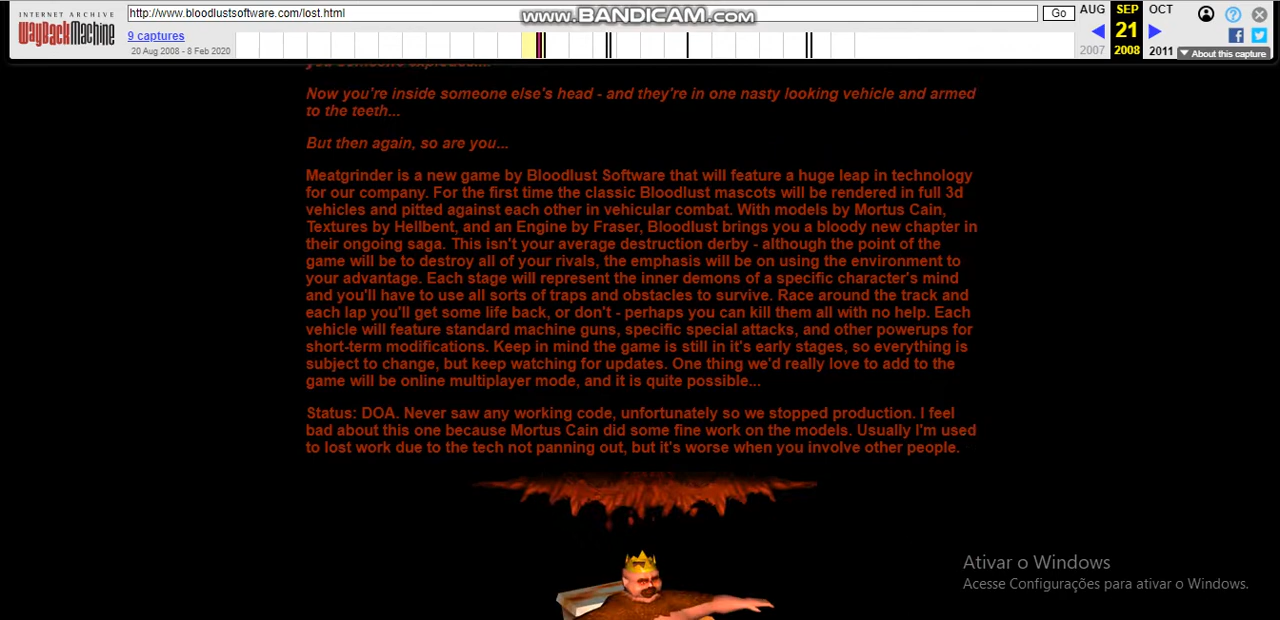 INTERNET ARCHIVE
WayBackMachine
http://www.bloodlustsoftware.com/lost.html
www.BANDICAM.com
Go
AUG
SEP
OCT
9 captures
20 Aug 2008 - 8 Feb 2020
21
2007
2008
2011
About this capture
you someone exploded...
Now you're inside someone else's head - and they're in one nasty looking vehicle and armed
to the teeth...
But then again, so are you...
Meatgrinder is a new game by Bloodlust Software that will feature a huge leap in technology
for our company. For the first time the classic Bloodlust mascots will be rendered in full 3d
vehicles and pitted against each other in vehicular combat. With models by Mortus Cain,
Textures by Hellbent, and an Engine by Fraser, Bloodlust brings you a bloody new chapter in
their ongoing saga. This isn't your average destruction derby - although the point of the
game will be to destroy all of your rivals, the emphasis will be on using the environment to
your advantage. Each stage will represent the inner demons of a specific character's mind
and you'll have to use all sorts of traps and obstacles to survive. Race around the track and
each lap you'll get some life back, or don't - perhaps you can kill them all with no help. Each
vehicle will feature standard machine guns, specific special attacks, and other powerups for
short-term modifications. Keep in mind the game is still in it's early stages, so everything is
subject to change, but keep watching for updates. One thing we'd really love to add to the
game will be online multiplayer mode, and it is quite possible...
Status: DOA. Never saw any working code, unfortunately so we stopped production. I feel
bad about this one because Mortus Cain did some fine work on the models. Usually I'm used
to lost work due to the tech not panning out, but it's worse when you involve other people.
Ativar o Windows
Acesse Configurações para ativar o Windows.